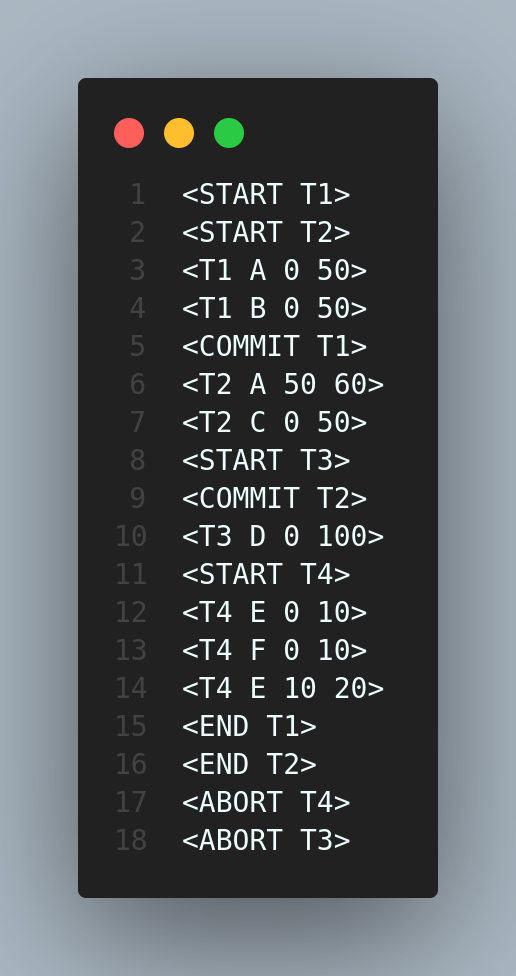 1 <START T1>
2 <START T2>
3 <T1 A 0 50>
4 <T1 B 0 50>
5 <COMMIT T1>
6 <T2 A 50 60>
7 <T2 C 0 50>
8 <START T3>
9 <COMMIT T2>
10 <T3 D 0 100>
11 <START T4>
12 <T4 E 0 10>
13 <T4 F 0 10>
14 <T4 E 10 20>
15 <END T1>
16 <END T2>
17 <ABORT T4>
18 <ABORT T3>